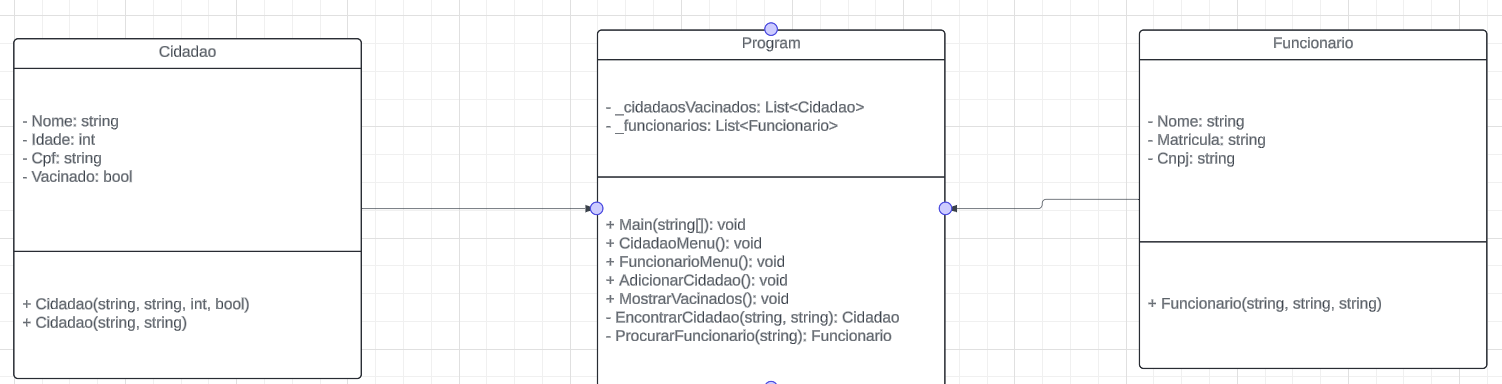 Cidadao
- Nome: string
- Idade: int
- Cpf: string
- Vacinado: bool
+ Cidadao(string, string, int, bool)
+ Cidadao(string, string)
Program
- _cidadaosVacinados: List<Cidadao>
- _funcionarios: List<Funcionario>
+ Main(string[]): void
+ CidadaoMenu(): void
+ FuncionarioMenu(): void
+ AdicionarCidadao(): void
+ MostrarVacinados(): void
- EncontrarCidadao(string, string): Cidadao
- ProcurarFuncionario(string): Funcionario
Funcionario
- Nome: string
- Matricula: string
- Cnpj: string
+ Funcionario(string, string, string)